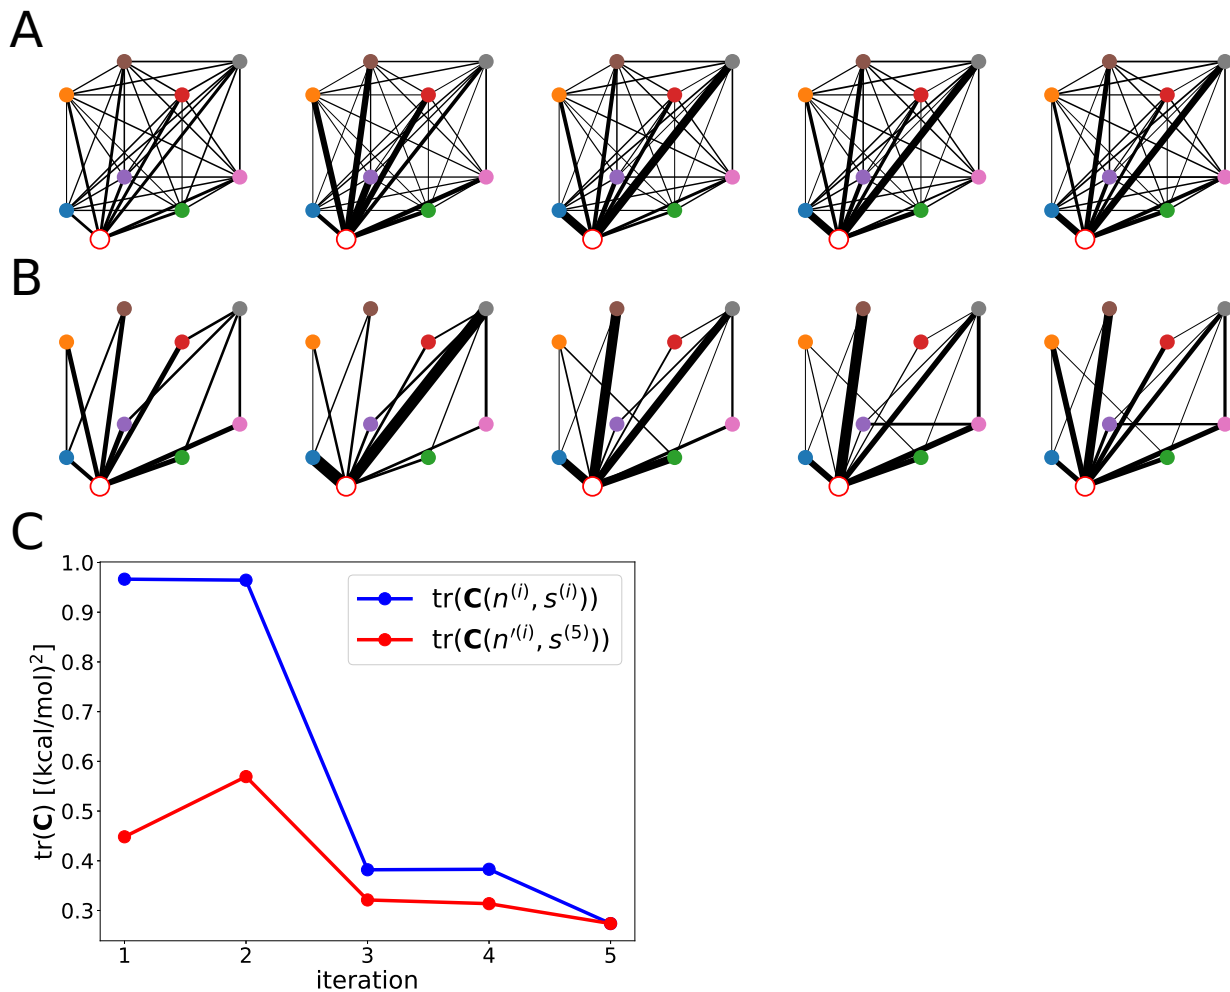 A
B
C
1.0
0.9
0.8
0.7
0.6
0.5
0.4
0.3
tr(C) [(kcal/mol)²]
tr(C(n⁽ⁱ⁾, s⁽ⁱ⁾))
tr(C(n′⁽ⁱ⁾, s⁽⁵⁾))
1 2 3 4 5
iteration